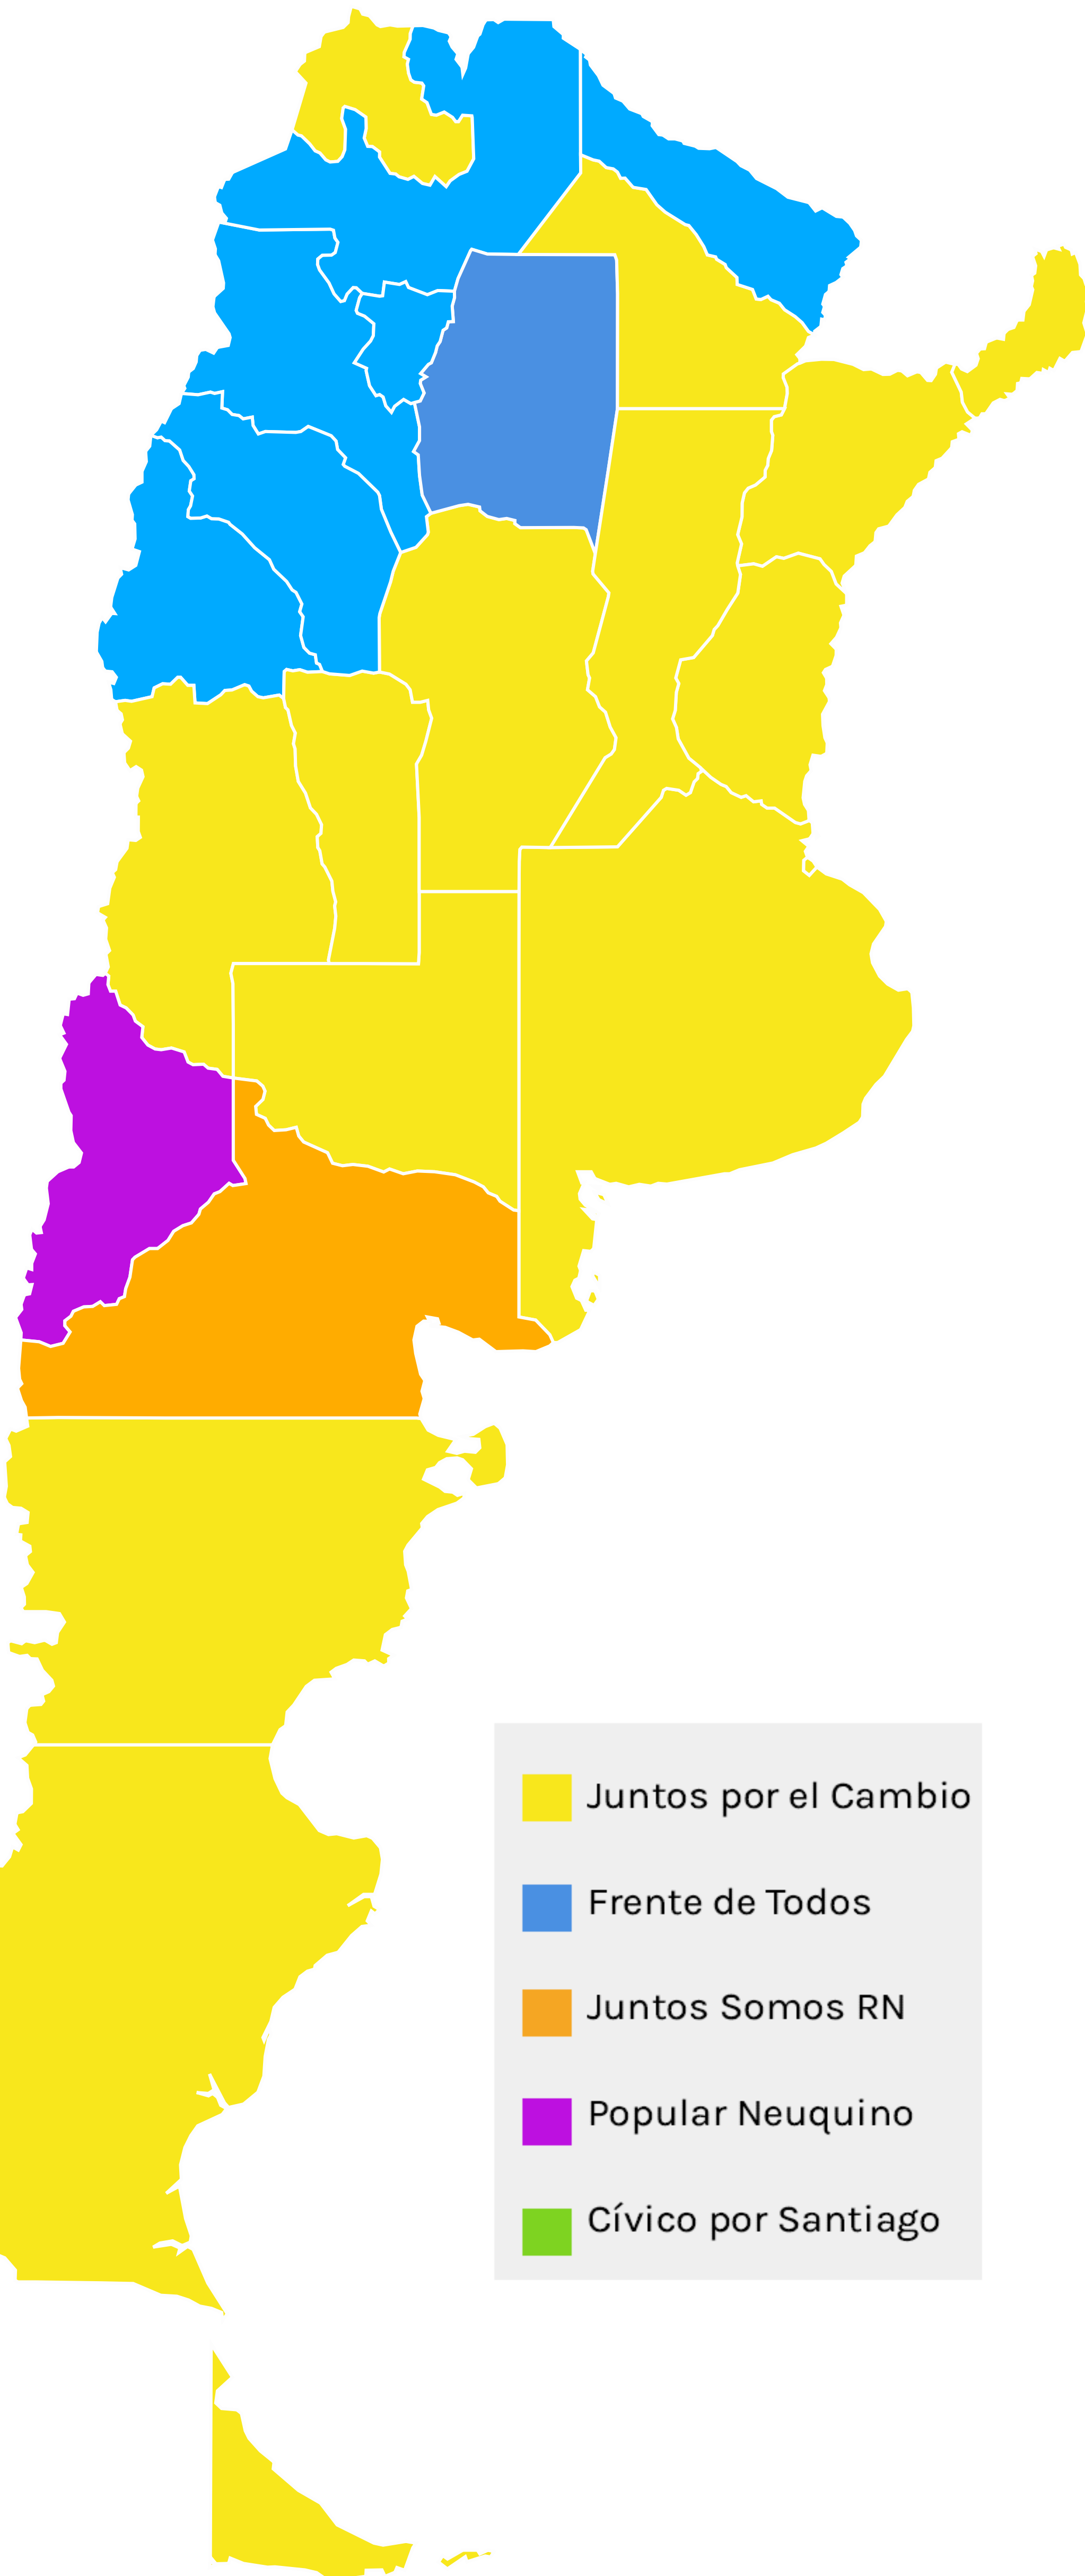 Juntos por el Cambio
Frente de Todos
Juntos Somos RN
Popular Neuquino
Cívico por Santiago